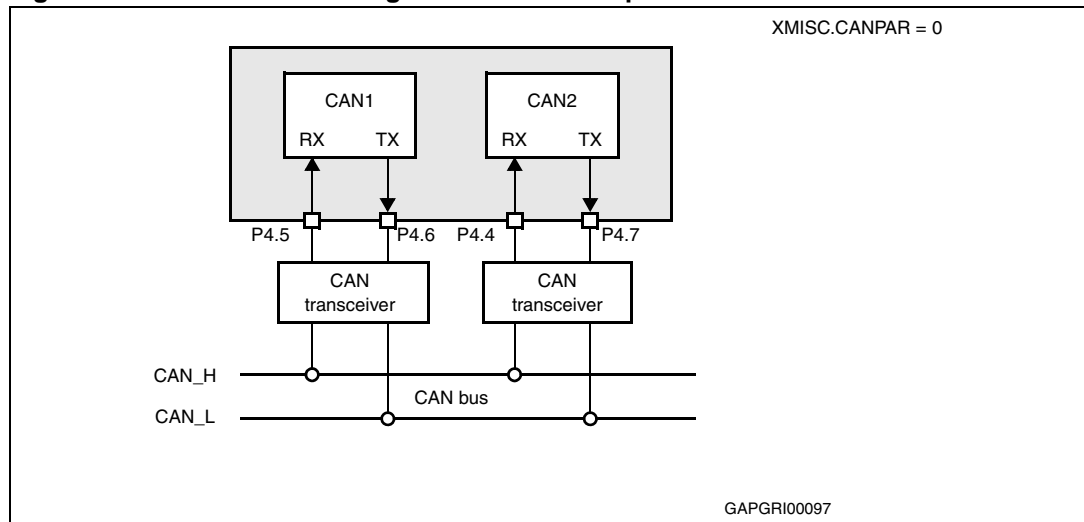 XMISC.CANPAR = 0
CAN1
CAN2
RX TX
RX TX
P4.5
P4.6
P4.4
P4.7
CAN
transceiver
CAN
transceiver
CAN_H
CAN bus
CAN_L
GAPGRI00097